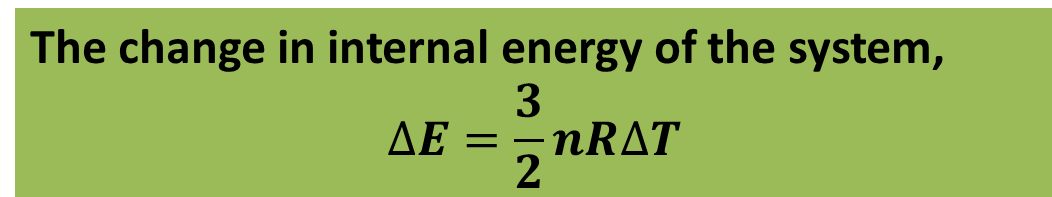 The change in internal energy of the system,
ΔE = 3/2 nRΔT